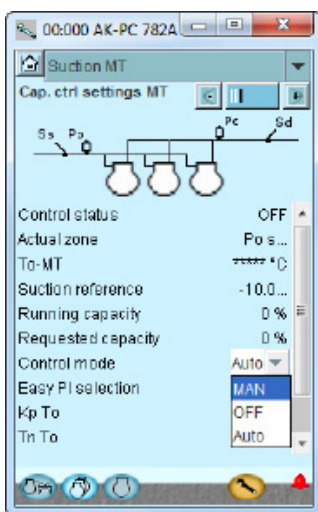 00:000 AK-PC 782A
Suction MT
Cap. ctrl settings MT
Ss Po Pc Sd
Control status OFF
Actual zone Po s...
To-MT ***** °C
Suction reference -10.0...
Running capacity 0 %
Requested capacity 0 %
Control mode Auto
Easy PI selection MAN
Kp To OFF
Tn To Auto